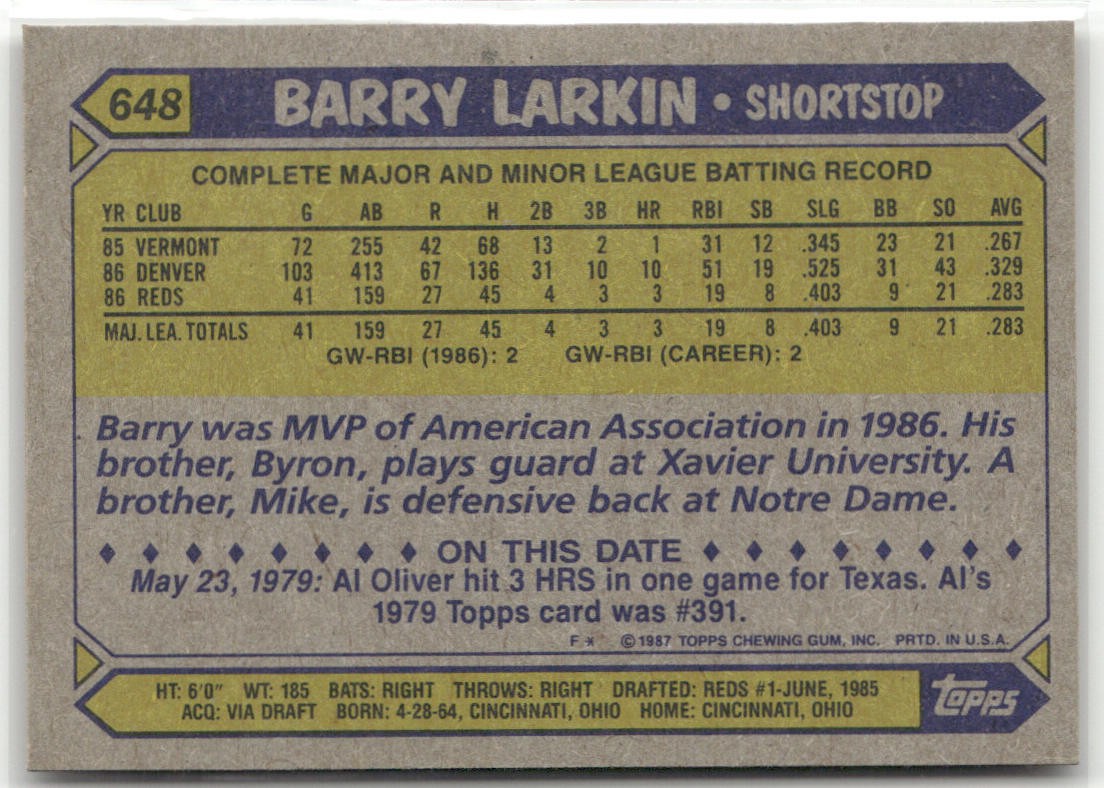 648 BARRY LARKIN • SHORTSTOP
COMPLETE MAJOR AND MINOR LEAGUE BATTING RECORD
YR CLUB G AB R H 2B 3B HR RBI SB SLG BB SO AVG
85 VERMONT 72 255 42 68 13 2 1 31 12 .345 23 21 .267
86 DENVER 103 413 67 136 31 10 10 51 19 .525 31 43 .329
86 REDS 41 159 27 45 4 3 3 19 8 .403 9 21 .283
MAJ. LEA. TOTALS 41 159 27 45 4 3 3 19 8 .403 9 21 .283
GW-RBI (1986): 2 GW-RBI (CAREER): 2
Barry was MVP of American Association in 1986. His
brother, Byron, plays guard at Xavier University. A
brother, Mike, is defensive back at Notre Dame.
♦ ♦ ♦ ♦ ♦ ♦ ♦ ♦ ON THIS DATE ♦ ♦ ♦ ♦ ♦ ♦ ♦ ♦
May 23, 1979: Al Oliver hit 3 HRS in one game for Texas. Al's
1979 Topps card was #391.
F * ©1987 TOPPS CHEWING GUM, INC. PRTD. IN U.S.A.
HT: 6'0" WT: 185 BATS: RIGHT THROWS: RIGHT DRAFTED: REDS #1-JUNE, 1985
ACQ: VIA DRAFT BORN: 4-28-64, CINCINNATI, OHIO HOME: CINCINNATI, OHIO
topps